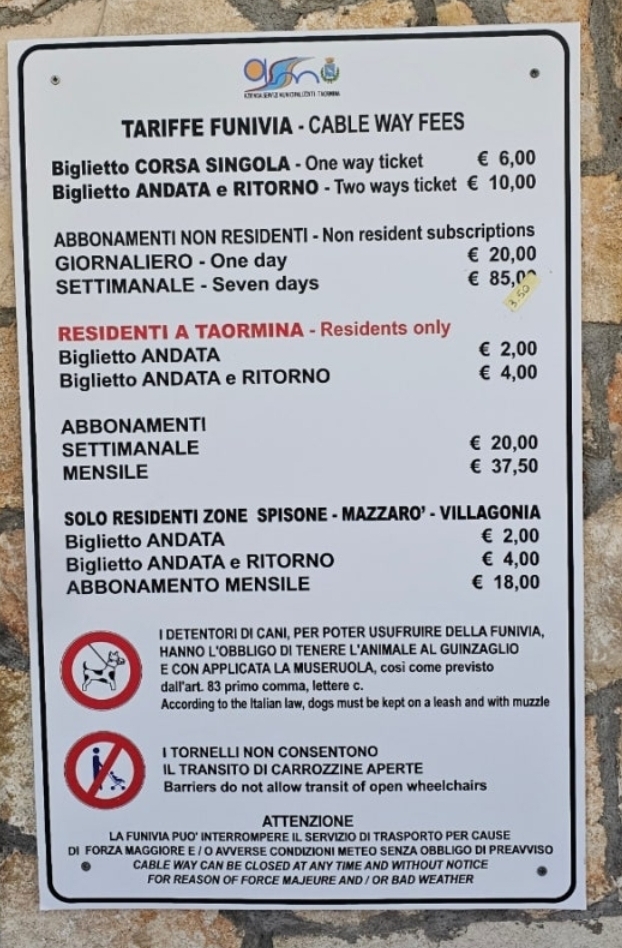 AZIENDA SERVIZI MUNICIPALIZZATI TAORMINA
TARIFFE FUNIVIA - CABLE WAY FEES
Biglietto CORSA SINGOLA - One way ticket € 6,00
Biglietto ANDATA e RITORNO - Two ways ticket € 10,00
ABBONAMENTI NON RESIDENTI - Non resident subscriptions
GIORNALIERO - One day € 20,00
SETTIMANALE - Seven days € 85,00
3.50
RESIDENTI A TAORMINA - Residents only
Biglietto ANDATA € 2,00
Biglietto ANDATA e RITORNO € 4,00
ABBONAMENTI
SETTIMANALE € 20,00
MENSILE € 37,50
SOLO RESIDENTI ZONE SPISONE - MAZZARO' - VILLAGONIA
Biglietto ANDATA € 2,00
Biglietto ANDATA e RITORNO € 4,00
ABBONAMENTO MENSILE € 18,00
I DETENTORI DI CANI, PER POTER USUFRUIRE DELLA FUNIVIA,
HANNO L'OBBLIGO DI TENERE L'ANIMALE AL GUINZAGLIO
E CON APPLICATA LA MUSERUOLA, così come previsto
dall'art. 83 primo comma, lettere c.
According to the Italian law, dogs must be kept on a leash and with muzzle
I TORNELLI NON CONSENTONO
IL TRANSITO DI CARROZZINE APERTE
Barriers do not allow transit of open wheelchairs
ATTENZIONE
LA FUNIVIA PUO' INTERROMPERE IL SERVIZIO DI TRASPORTO PER CAUSE
DI FORZA MAGGIORE E / O AVVERSE CONDIZIONI METEO SENZA OBBLIGO DI PREAVVISO
CABLE WAY CAN BE CLOSED AT ANY TIME AND WITHOUT NOTICE
FOR REASON OF FORCE MAJEURE AND / OR BAD WEATHER